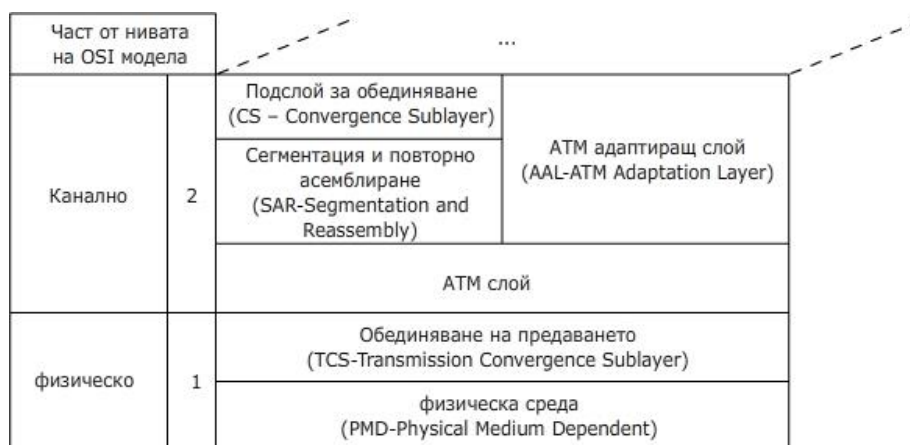 Част от нивата
на OSI модела
...
Канално
2
Подслой за обединяване
(CS – Convergence Sublayer)
Сегментация и повторно
асемблиране
(SAR-Segmentation and
Reassembly)
АТМ адаптиращ слой
(AAL-ATM Adaptation Layer)
АТМ слой
физическо
1
Обединяване на предаването
(TCS-Transmission Convergence Sublayer)
физическа среда
(PMD-Physical Medium Dependent)